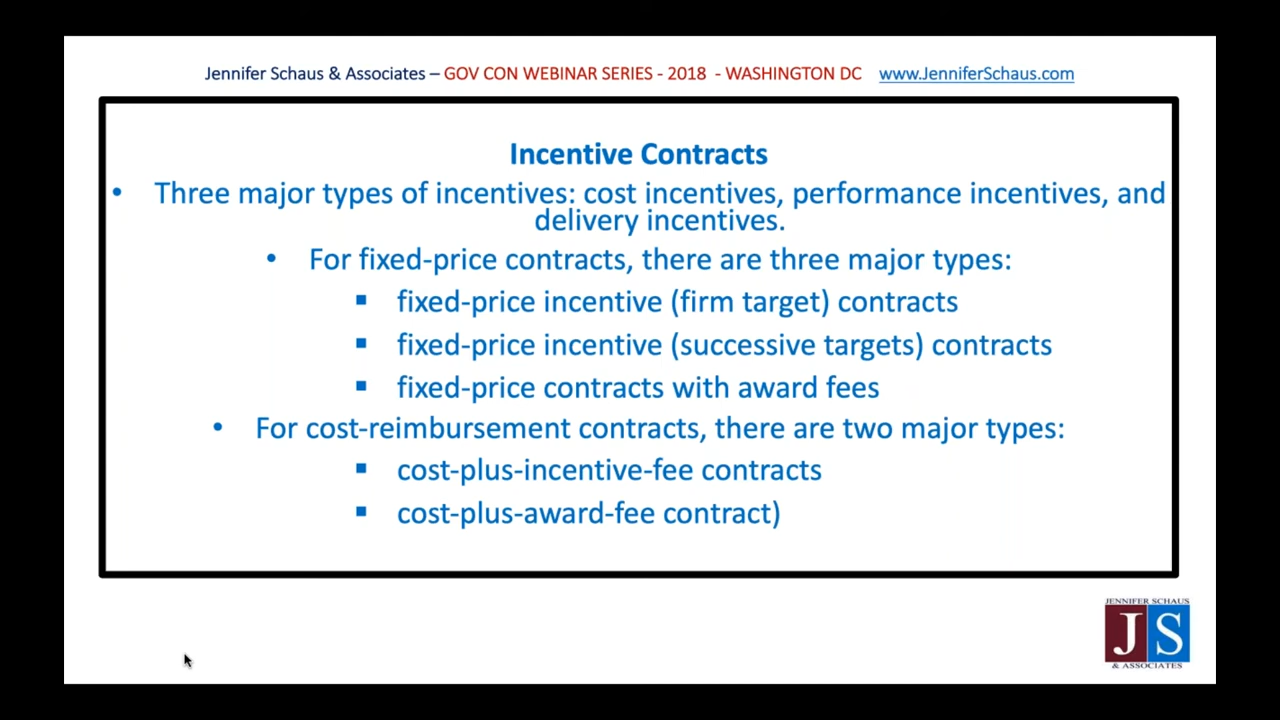 Jennifer Schaus & Associates – GOV CON WEBINAR SERIES - 2018 - WASHINGTON DC www.JenniferSchaus.com
Incentive Contracts
• Three major types of incentives: cost incentives, performance incentives, and
delivery incentives.
• For fixed-price contracts, there are three major types:
▪ fixed-price incentive (firm target) contracts
▪ fixed-price incentive (successive targets) contracts
▪ fixed-price contracts with award fees
• For cost-reimbursement contracts, there are two major types:
▪ cost-plus-incentive-fee contracts
▪ cost-plus-award-fee contract)
JENNIFER SCHAUS
JS
& ASSOCIATES